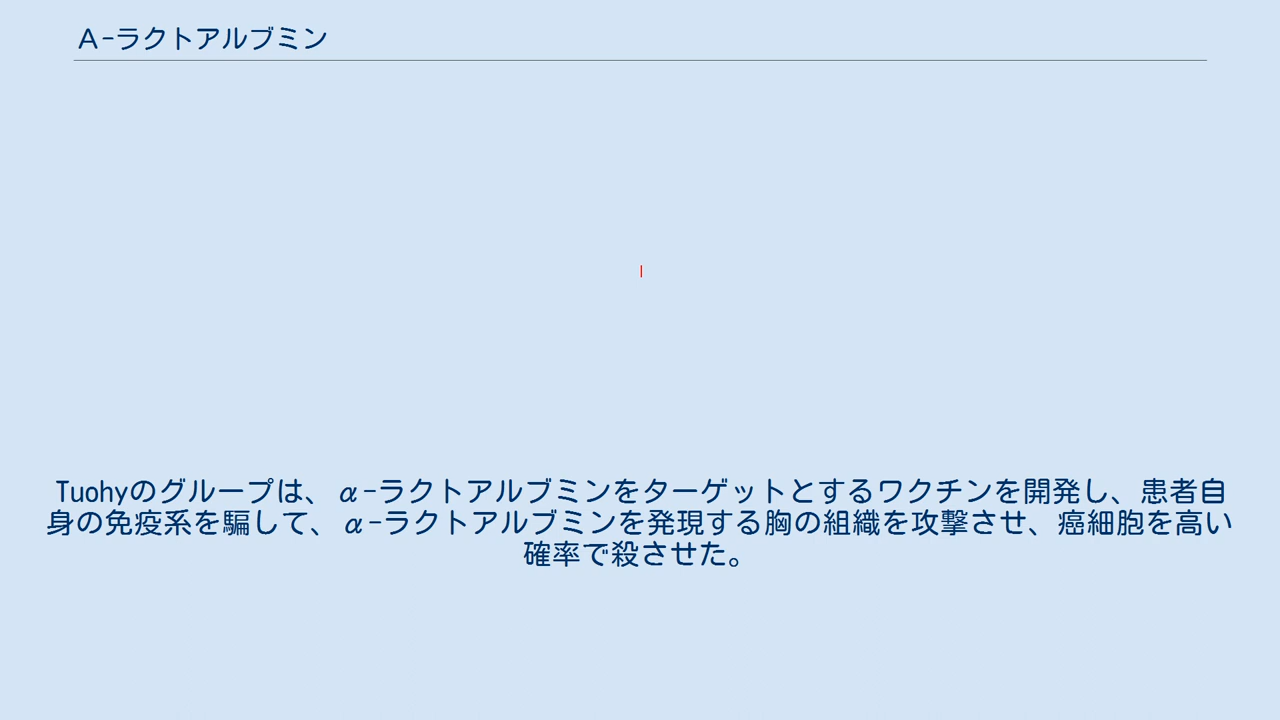 A-ラクトアルブミン
Tuohyのグループは、α-ラクトアルブミンをターゲットとするワクチンを開発し、患者自
身の免疫系を騙して、α-ラクトアルブミンを発現する胸の組織を攻撃させ、癌細胞を高い
確率で殺させた。